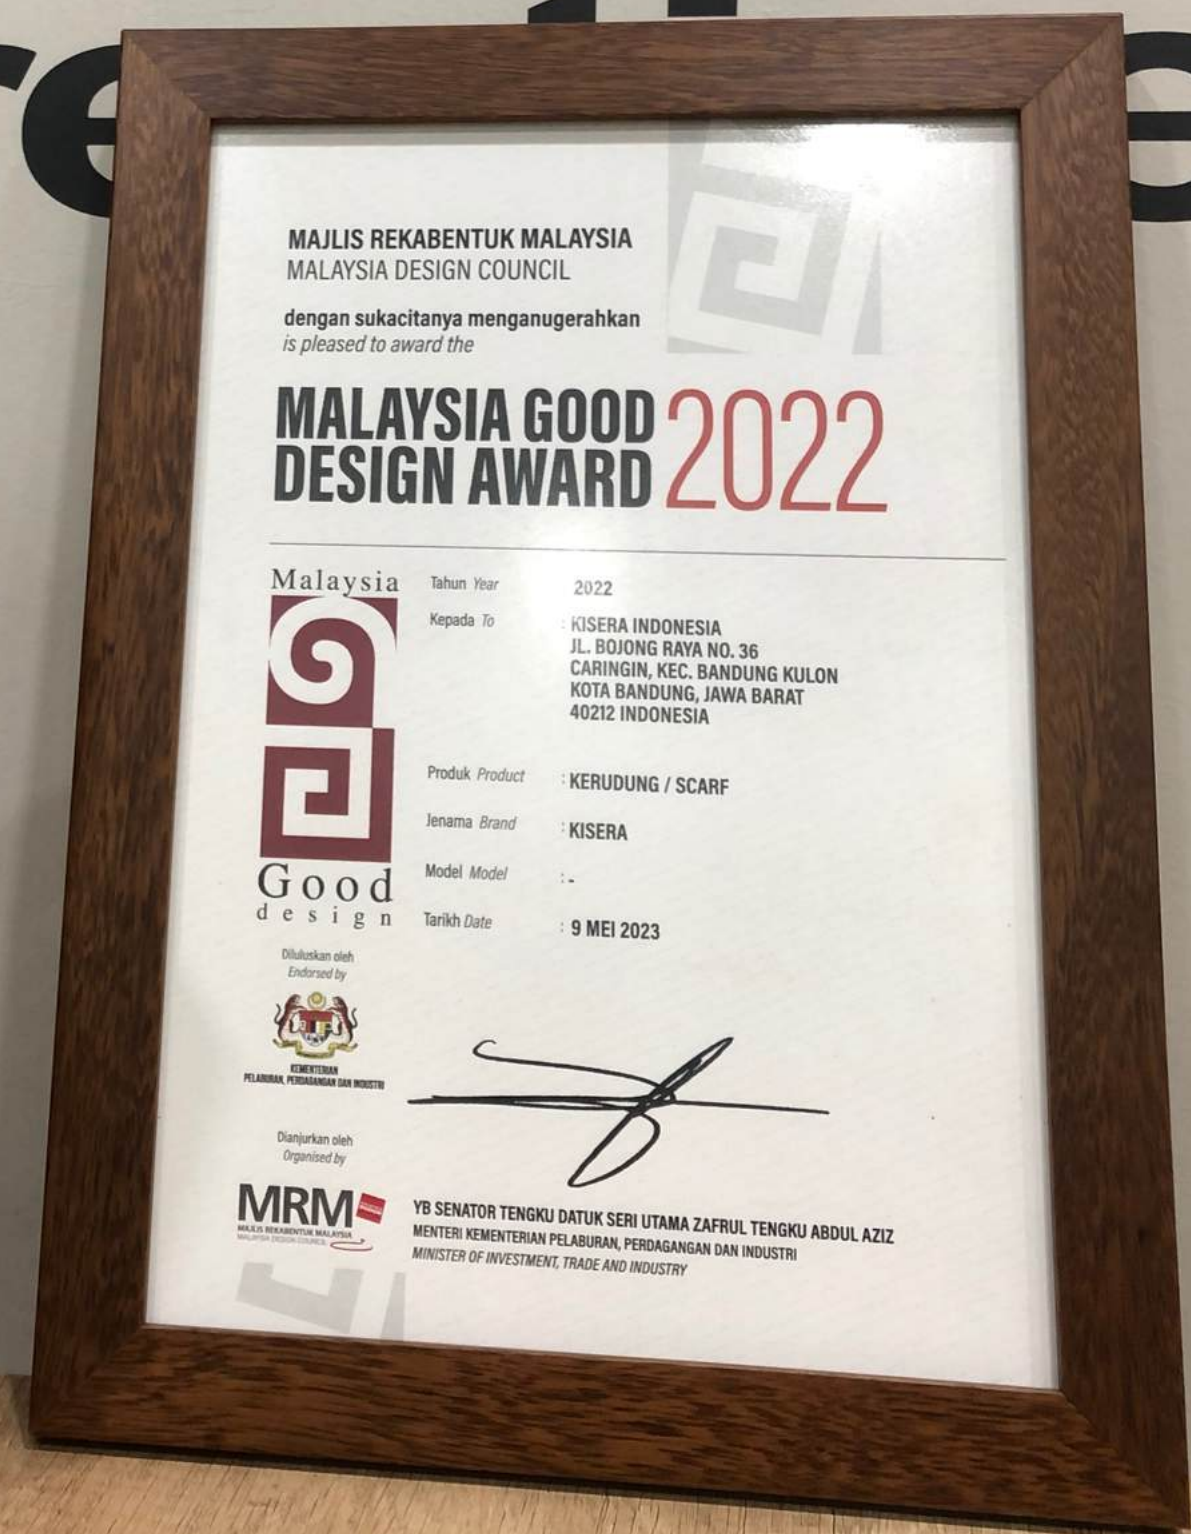 MAJLIS REKABENTUK MALAYSIA
MALAYSIA DESIGN COUNCIL
dengan sukacitanya menganugerahkan
is pleased to award the
MALAYSIA GOOD
DESIGN AWARD 2022
Malaysia
Good
design
Tahun Year 2022
Kepada To : KISERA INDONESIA
JL. BOJONG RAYA NO. 36
CARINGIN, KEC. BANDUNG KULON
KOTA BANDUNG, JAWA BARAT
40212 INDONESIA
Produk Product : KERUDUNG / SCARF
Jenama Brand : KISERA
Model Model : -
Tarikh Date : 9 MEI 2023
Diluluskan oleh
Endorsed by
KEMENTERIAN
PELABURAN, PERDAGANGAN DAN INDUSTRI
Dianjurkan oleh
Organised by
MRM
MAJLIS REKABENTUK MALAYSIA
MALAYSIA DESIGN COUNCIL
YB SENATOR TENGKU DATUK SERI UTAMA ZAFRUL TENGKU ABDUL AZIZ
MENTERI KEMENTERIAN PELABURAN, PERDAGANGAN DAN INDUSTRI
MINISTER OF INVESTMENT, TRADE AND INDUSTRY